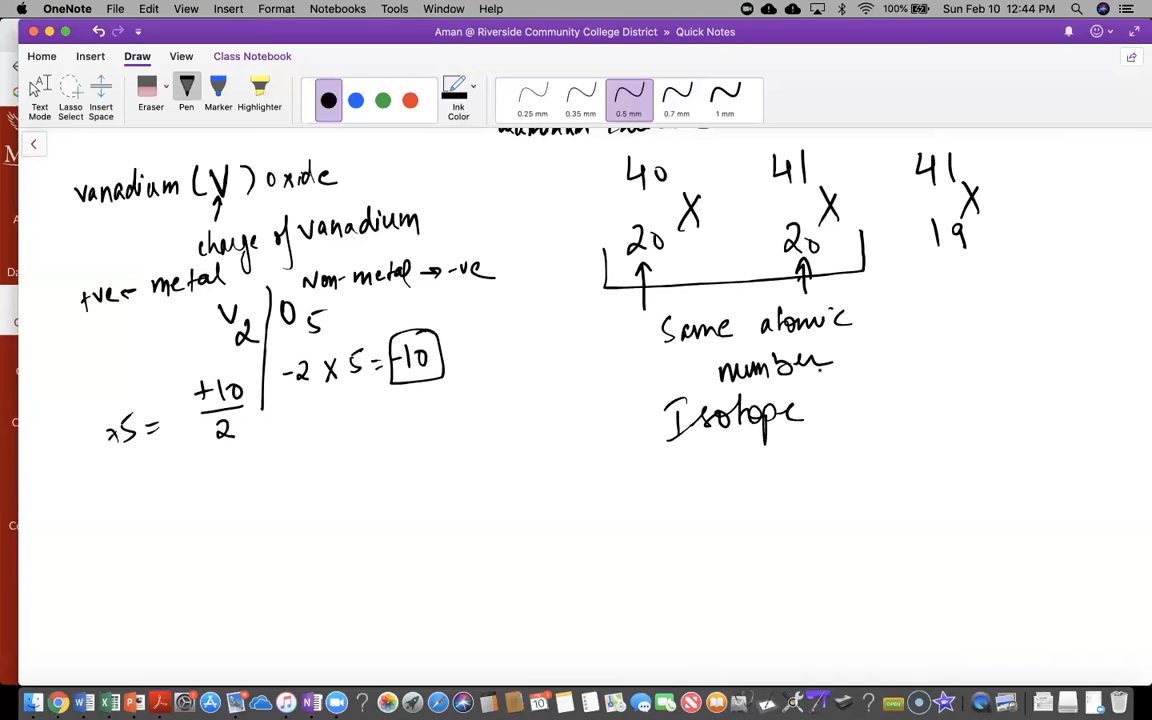 OneNote File Edit View Insert Format Notebooks Tools Window Help 100% Sun Feb 10 12:44 PM
Aman @ Riverside Community College District » Quick Notes
Home Insert Draw View Class Notebook
Text Mode Lasso Select Insert Space Eraser Pen Marker Highlighter Ink Color 0.25 mm 0.35 mm 0.5 mm 0.7 mm 1 mm
vanadium (V) oxide
charge of vanadium
+ve ← metal Non-metal → -ve
V2 | O5
-2 x 5 = -10
+10
5 =
2
40 41 41
X X X
20 20 19
Same atomic
number
Isotope
OPEN